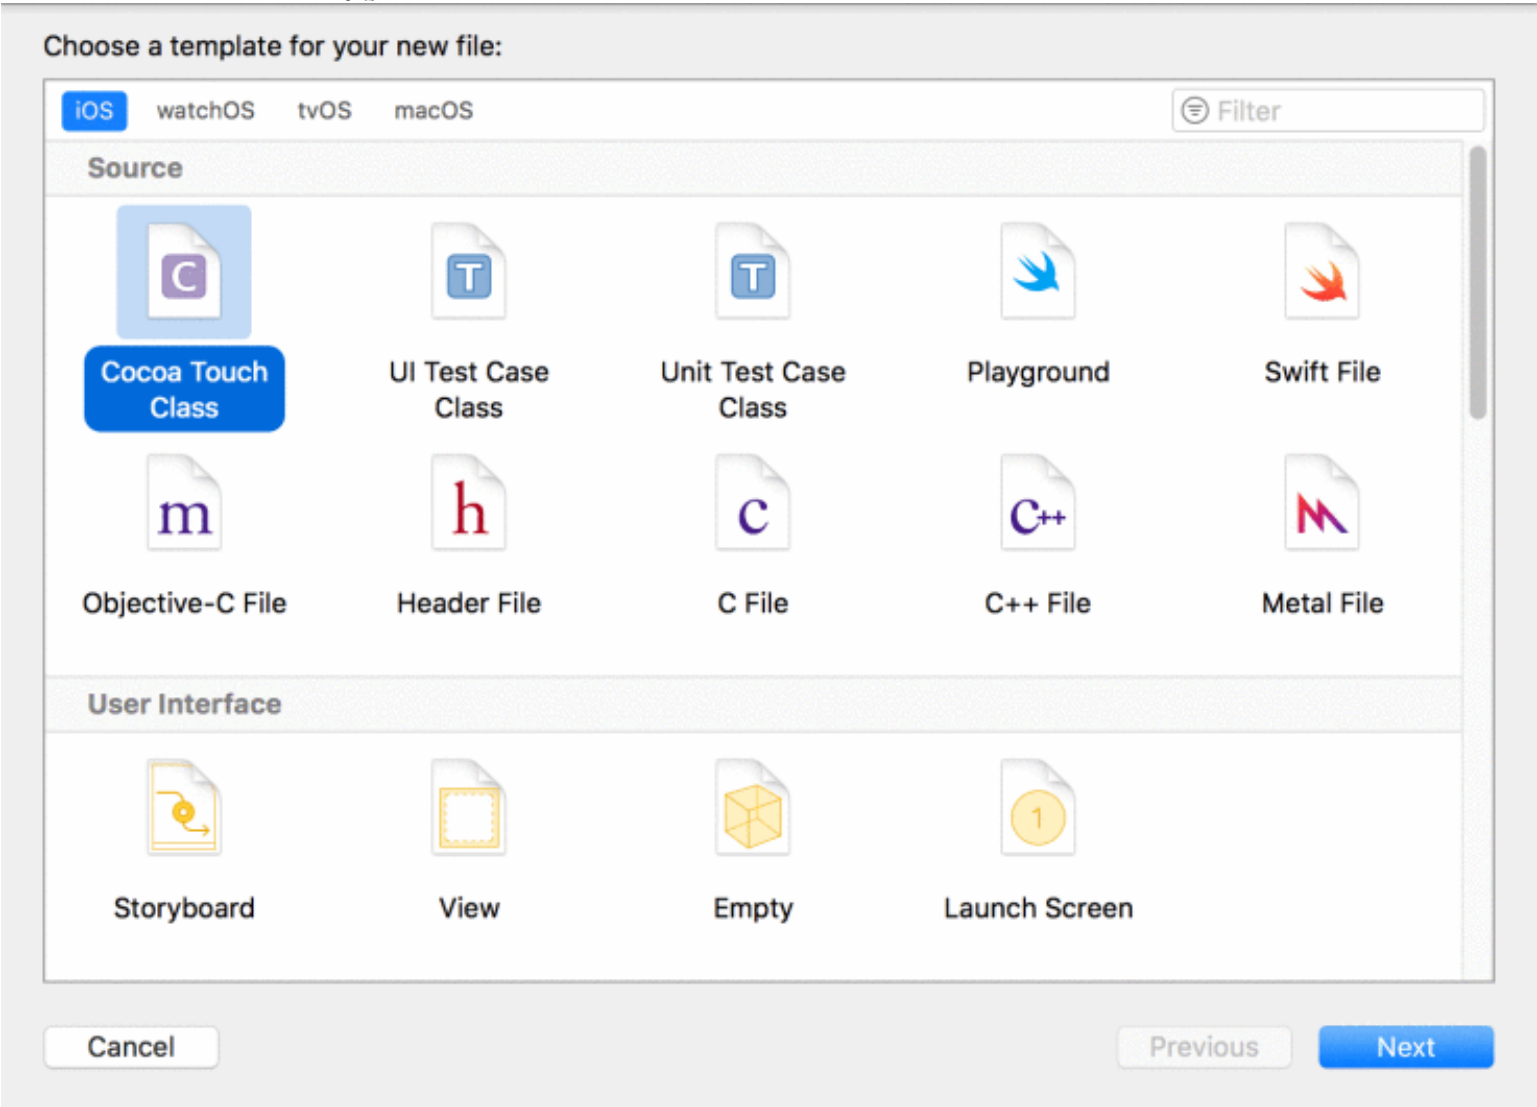 Choose a template for your new file:
iOS watchOS tvOS macOS Filter
Source
C T T
Cocoa Touch Class
UI Test Case Class
Unit Test Case Class
Playground
Swift File
m h c C++
Objective-C File Header File C File C++ File Metal File
User Interface
1
Storyboard View Empty Launch Screen
Cancel Previous Next